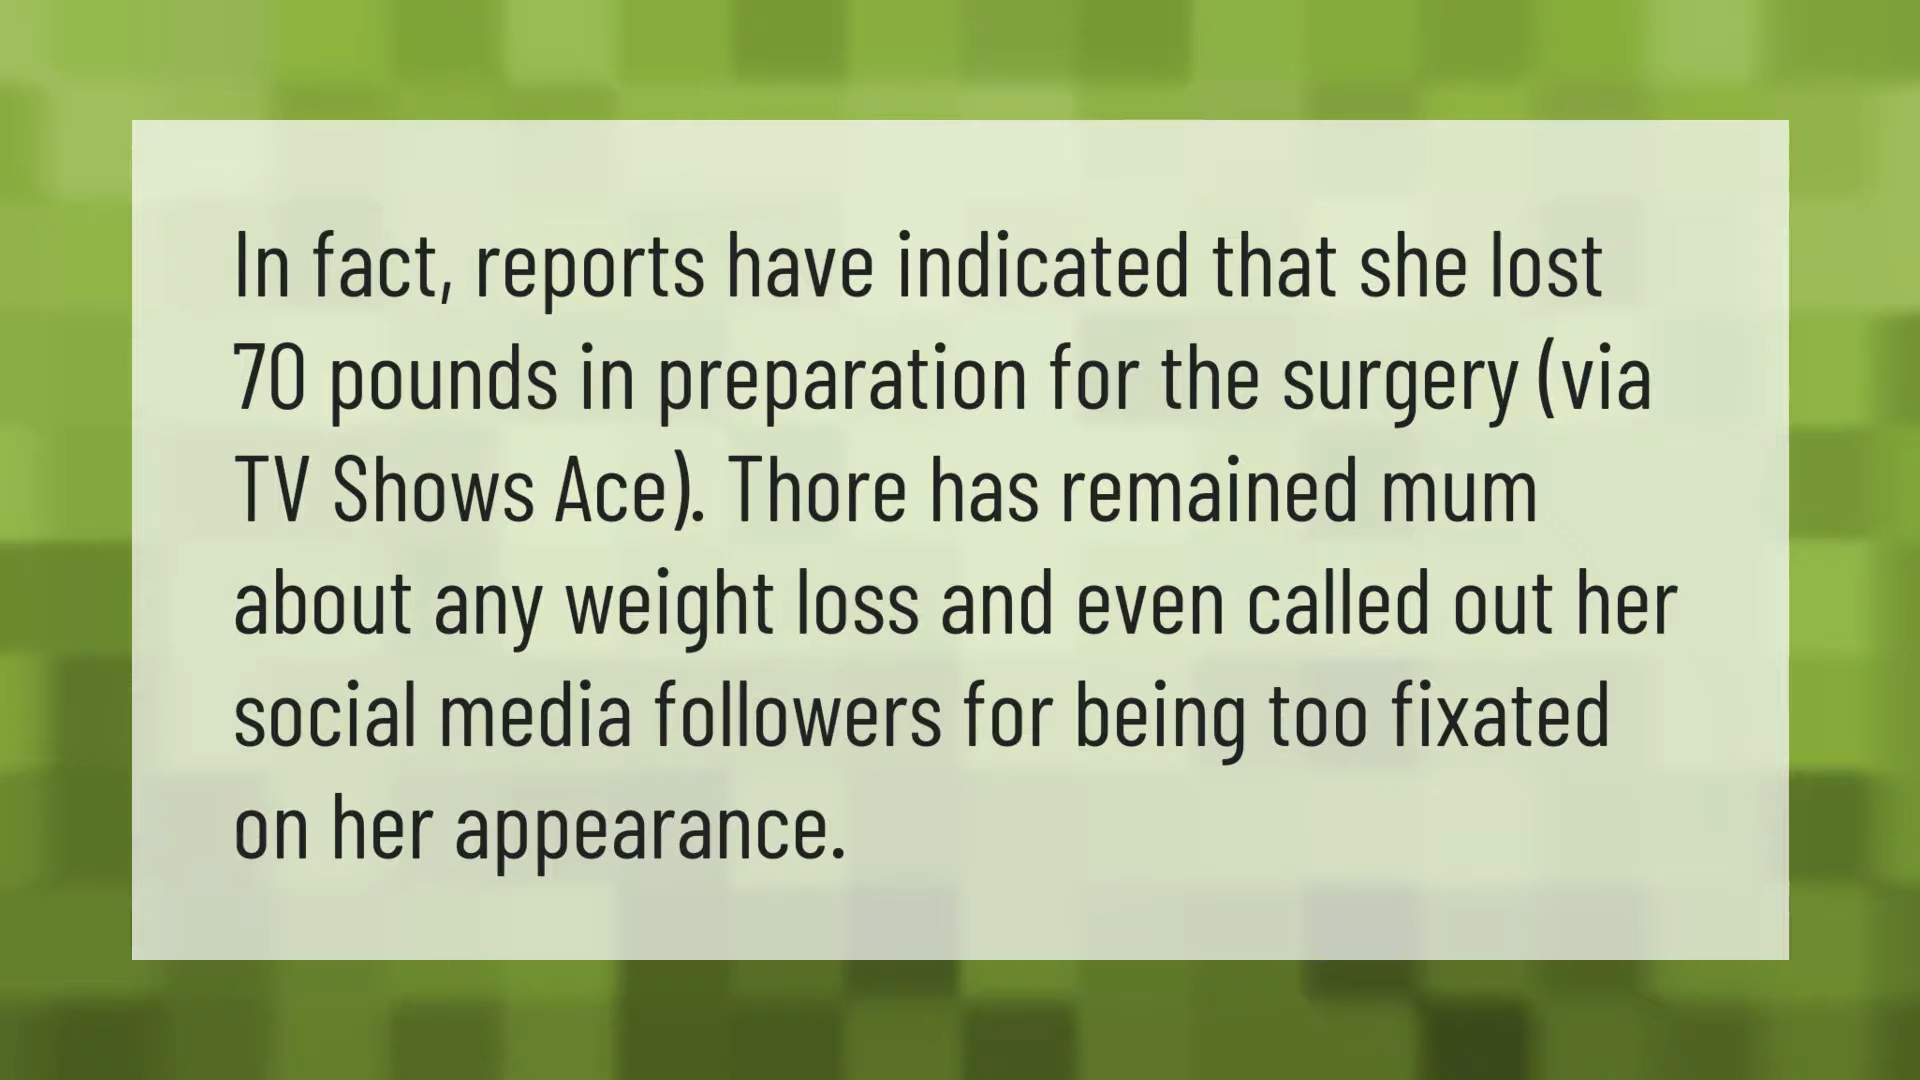 In fact, reports have indicated that she lost
70 pounds in preparation for the surgery (via
TV Shows Ace). Thore has remained mum
about any weight loss and even called out her
social media followers for being too fixated
on her appearance.